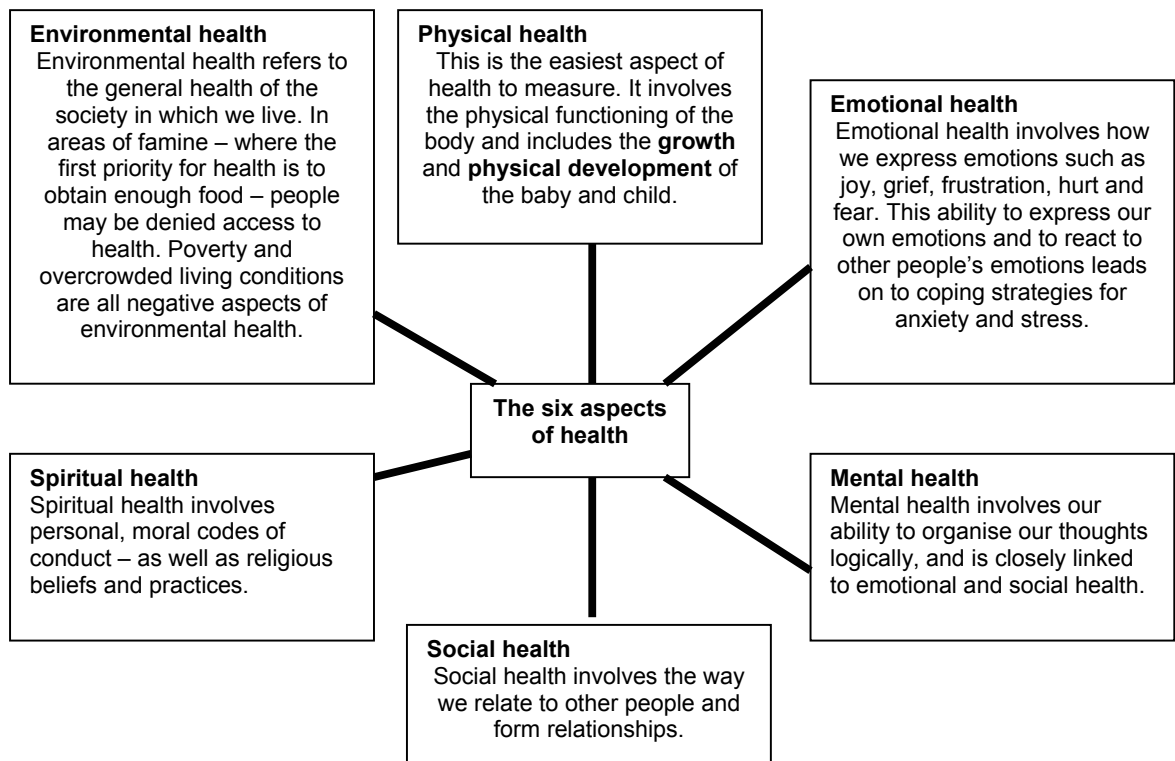 Environmental health
Environmental health refers to
the general health of the
society in which we live. In
areas of famine – where the
first priority for health is to
obtain enough food – people
may be denied access to
health. Poverty and
overcrowded living conditions
are all negative aspects of
environmental health.
Physical health
This is the easiest aspect of
health to measure. It involves
the physical functioning of the
body and includes the growth
and physical development of
the baby and child.
Emotional health
Emotional health involves how
we express emotions such as
joy, grief, frustration, hurt and
fear. This ability to express our
own emotions and to react to
other people’s emotions leads
on to coping strategies for
anxiety and stress.
The six aspects
of health
Spiritual health
Spiritual health involves
personal, moral codes of
conduct – as well as religious
beliefs and practices.
Mental health
Mental health involves our
ability to organise our thoughts
logically, and is closely linked
to emotional and social health.
Social health
Social health involves the way
we relate to other people and
form relationships.